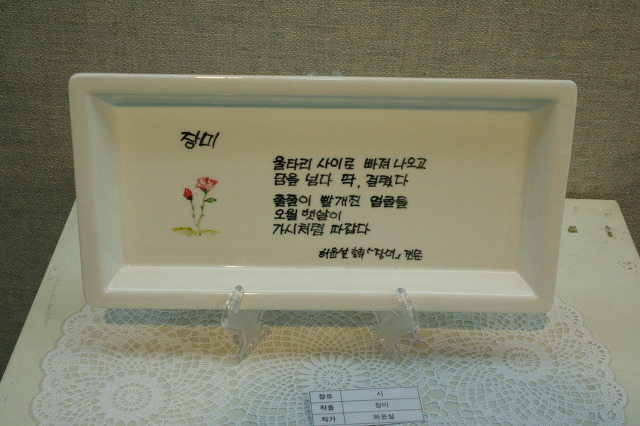 장미
울타리 사이로 빠져 나오고
담을 넘다 딱, 걸렸다
줄줄이 빨개진 얼굴들
오월 햇살이
가시처럼 따갑다
허윤설 詩 「장미」 전문
장르 시
작품 장미
작가 허윤설